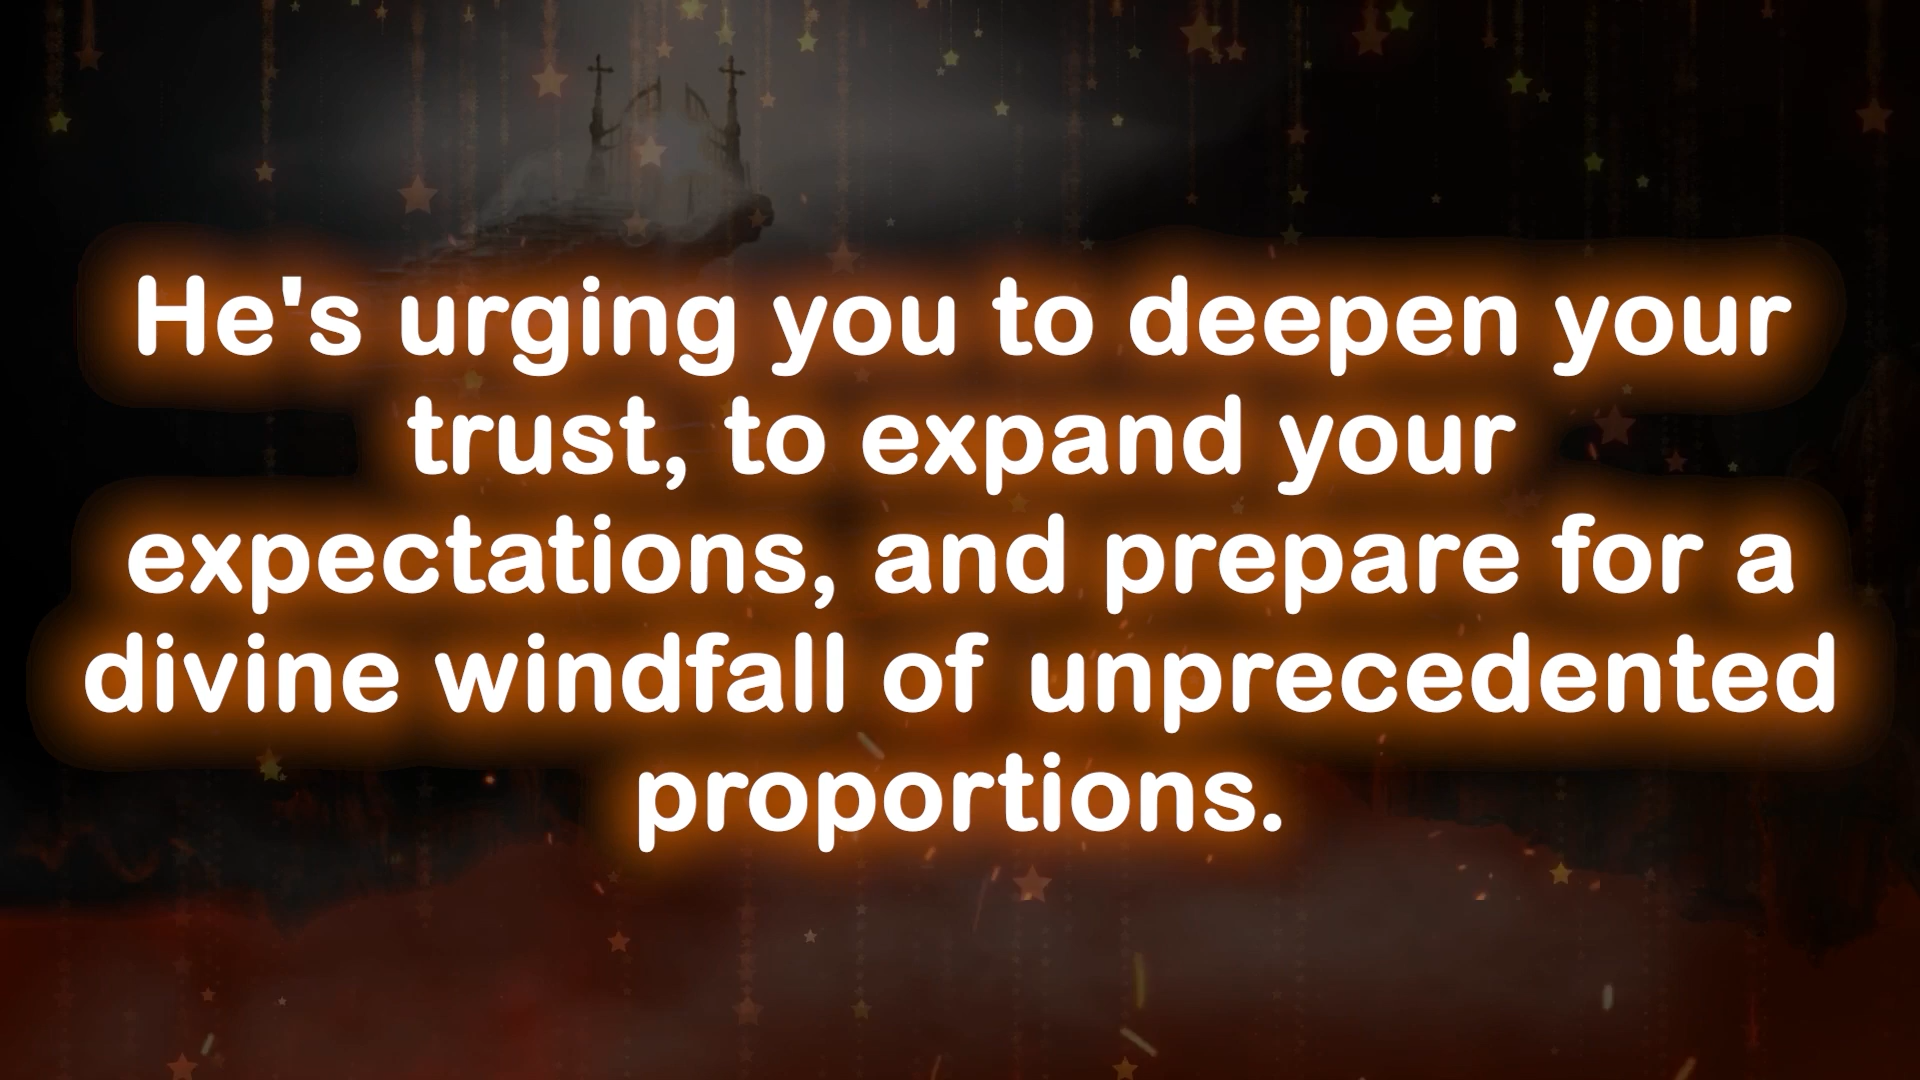 He's urging you to deepen your
trust, to expand your
expectations, and prepare for a
divine windfall of unprecedented
proportions.